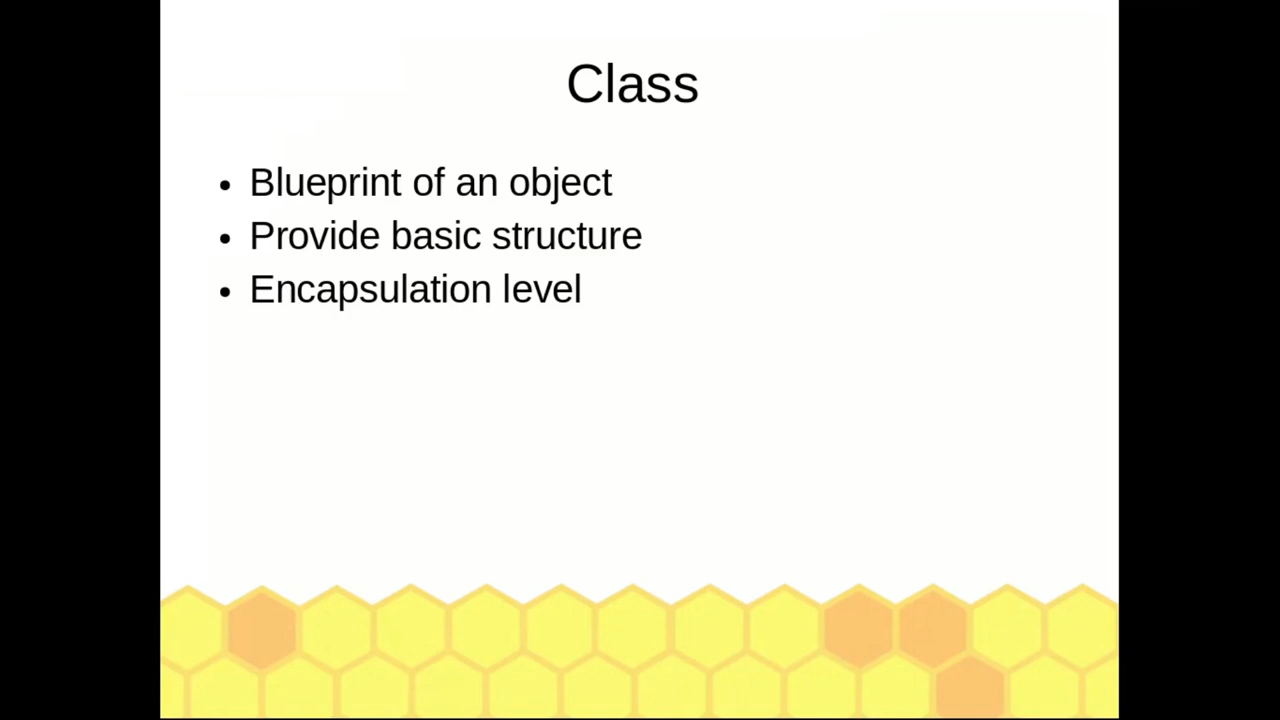 Class
• Blueprint of an object
• Provide basic structure
• Encapsulation level